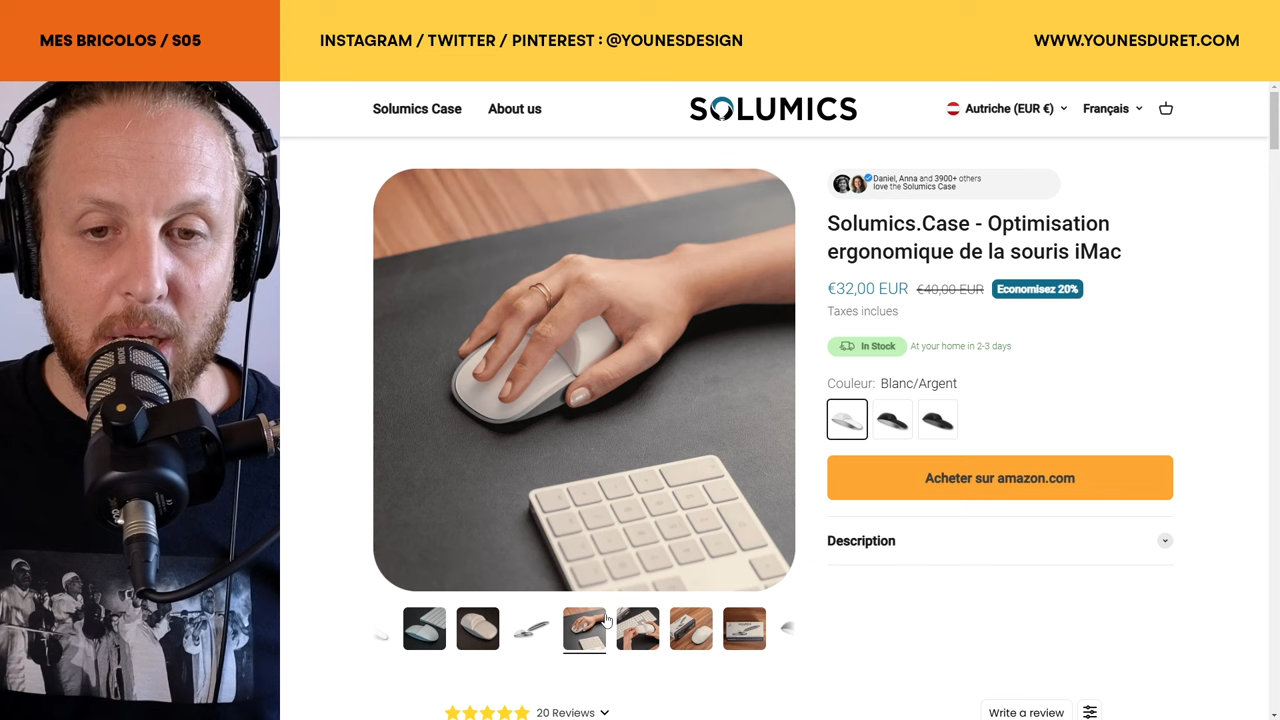 MES BRICOLOS / S05
INSTAGRAM / TWITTER / PINTEREST : @YOUNESDESIGN
WWW.YOUNESDURET.COM
Solumics Case
About us
SOLUMICS
Autriche (EUR €)
Français
Daniel, Anna and 3900+ others
love the Solumics Case
Solumics.Case - Optimisation
ergonomique de la souris iMac
€32,00 EUR €40,00 EUR Economisez 20%
Taxes inclues
In Stock At your home in 2-3 days
Couleur: Blanc/Argent
Acheter sur amazon.com
Description
20 Reviews
Write a review
RØDE